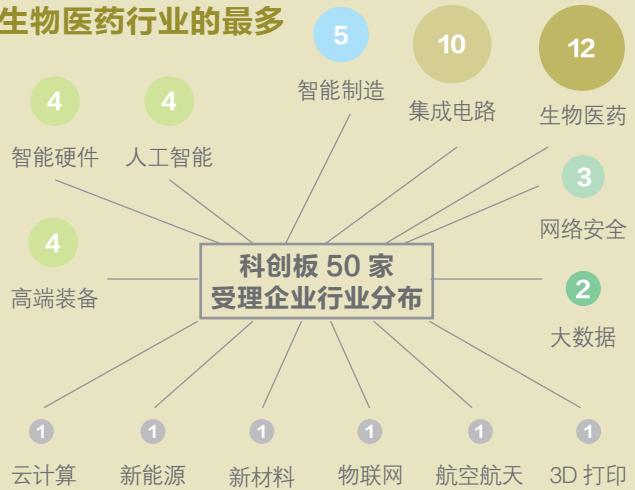 生物医药行业的最多
5
智能制造
10
集成电路
12
生物医药
4
智能硬件
4
人工智能
3
网络安全
4
高端装备
科创板 50 家
受理企业行业分布
2
大数据
1
云计算
1
新能源
1
新材料
1
物联网
1
航空航天
1
3D 打印